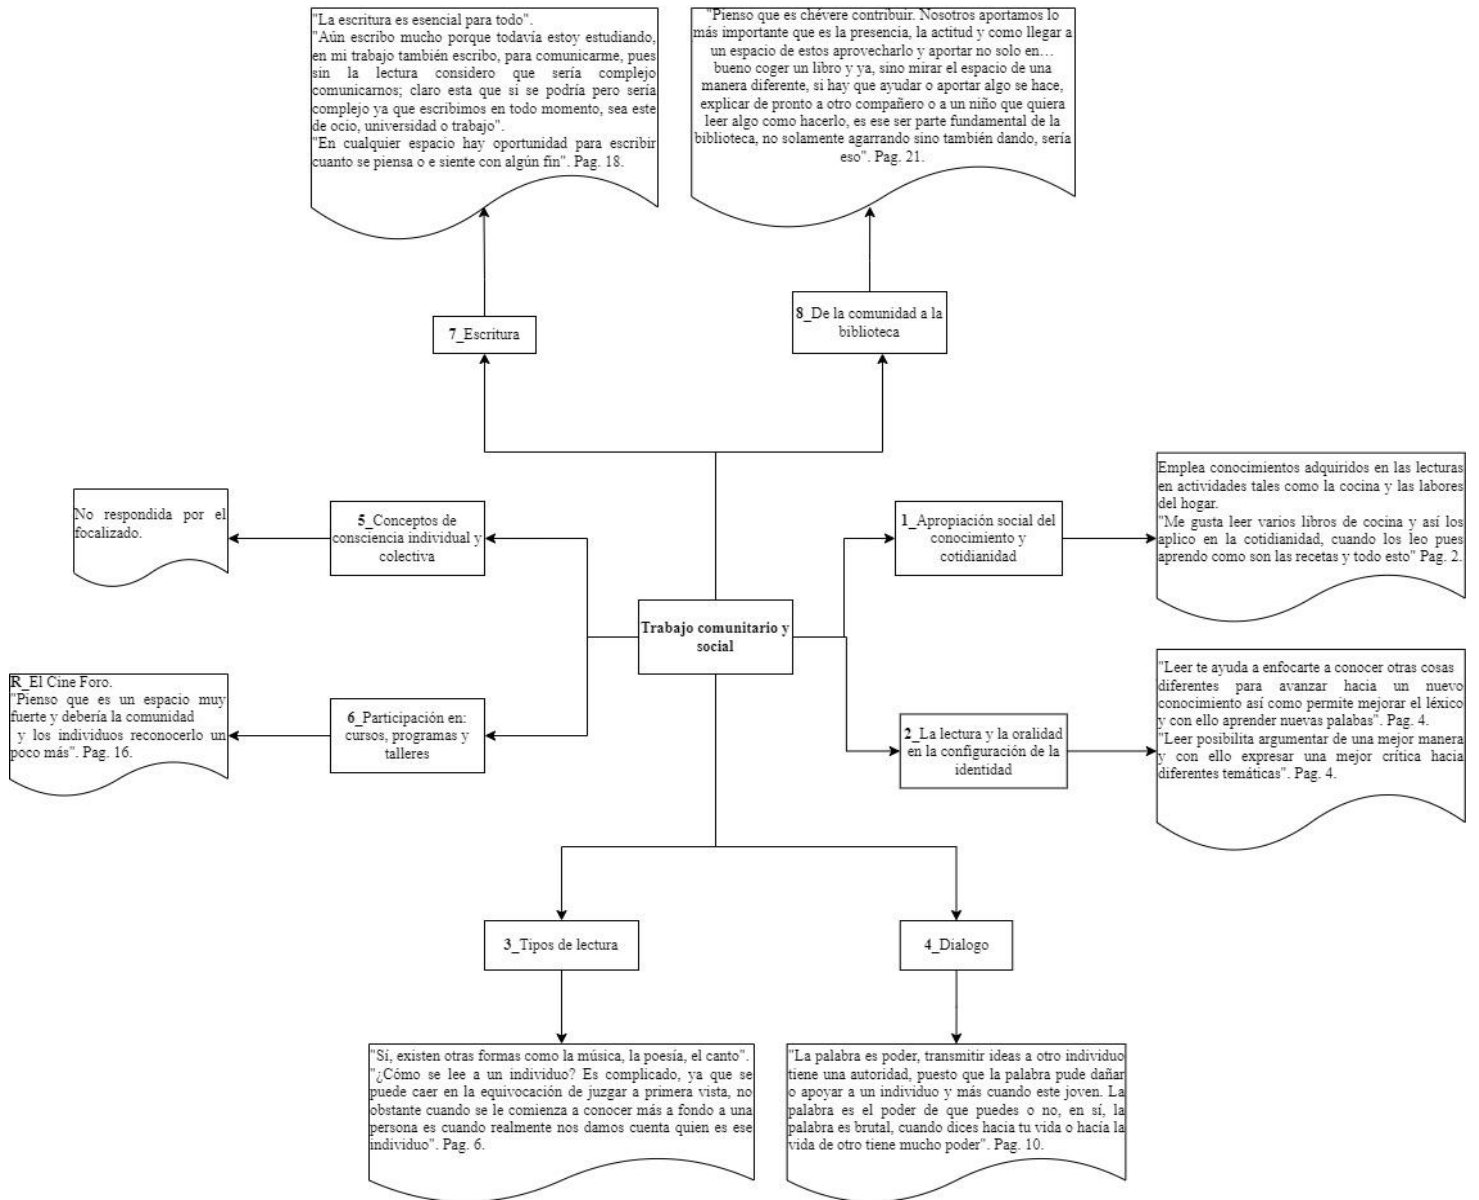 "La escritura es esencial para todo".
"Aún escribo mucho porque todavía estoy estudiando,
en mi trabajo también escribo, para comunicarme, pues
sin la lectura considero que sería complejo
comunicarnos; claro esta que si se podría pero sería
complejo ya que escribimos en todo momento, sea este
de ocio, universidad o trabajo".
"En cualquier espacio hay oportunidad para escribir
cuanto se piensa o e siente con algún fin". Pag. 18.
"Pienso que es chévere contribuir. Nosotros aportamos lo
más importante que es la presencia, la actitud y como llegar a
un espacio de estos aprovecharlo y aportar no solo en…
bueno coger un libro y ya, sino mirar el espacio de una
manera diferente, si hay que ayudar o aportar algo se hace,
explicar de pronto a otro compañero o a un niño que quiera
leer algo como hacerlo, es ese ser parte fundamental de la
biblioteca, no solamente agarrando sino también dando, sería
eso". Pag. 21.
7_Escritura
8_De la comunidad a la
biblioteca
No respondida por el
focalizado.
5_Conceptos de
consciencia individual y
colectiva
1_Apropiación social del
conocimiento y
cotidianidad
Emplea conocimientos adquiridos en las lecturas
en actividades tales como la cocina y las labores
del hogar.
"Me gusta leer varios libros de cocina y así los
aplico en la cotidianidad, cuando los leo pues
aprendo como son las recetas y todo esto" Pag. 2.
Trabajo comunitario y
social
R_El Cine Foro.
"Pienso que es un espacio muy
fuerte y debería la comunidad
y los individuos reconocerlo un
poco más". Pag. 16.
6_Participación en:
cursos, programas y
talleres
2_La lectura y la oralidad
en la configuración de la
identidad
"Leer te ayuda a enfocarte a conocer otras cosas
diferentes para avanzar hacia un nuevo
conocimiento así como permite mejorar el léxico
y con ello aprender nuevas palabas". Pag. 4.
"Leer posibilita argumentar de una mejor manera
y con ello expresar una mejor crítica hacia
diferentes temáticas". Pag. 4.
3_Tipos de lectura
4_Dialogo
"Sí, existen otras formas como la música, la poesía, el canto".
"¿Cómo se lee a un individuo? Es complicado, ya que se
puede caer en la equivocación de juzgar a primera vista, no
obstante cuando se le comienza a conocer más a fondo a una
persona es cuando realmente nos damos cuenta quien es ese
individuo". Pag. 6.
"La palabra es poder, transmitir ideas a otro individuo
tiene una autoridad, puesto que la palabra pude dañar
o apoyar a un individuo y más cuando este joven. La
palabra es el poder de que puedes o no, en sí, la
palabra es brutal, cuando dices hacia tu vida o hacía la
vida de otro tiene mucho poder". Pag. 10.